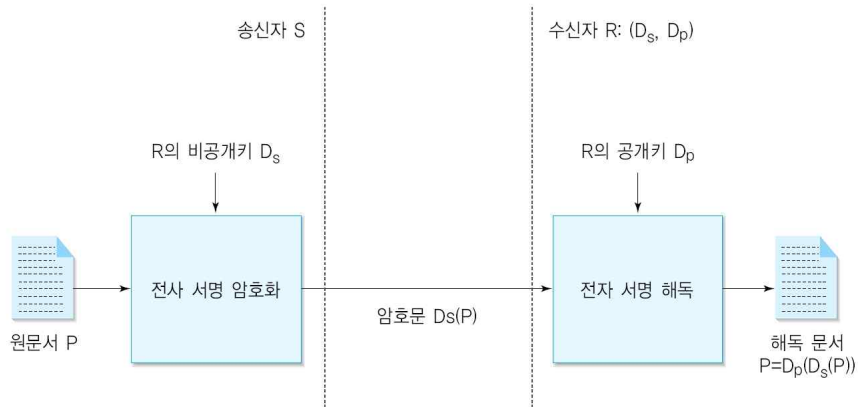 송신자 S
수신자 R: (Ds, Dp)
R의 비공개키 Ds
R의 공개키 Dp
전사 서명 암호화
전자 서명 해독
원문서 P
암호문 Ds(P)
해독 문서
P=Dp(Ds(P))